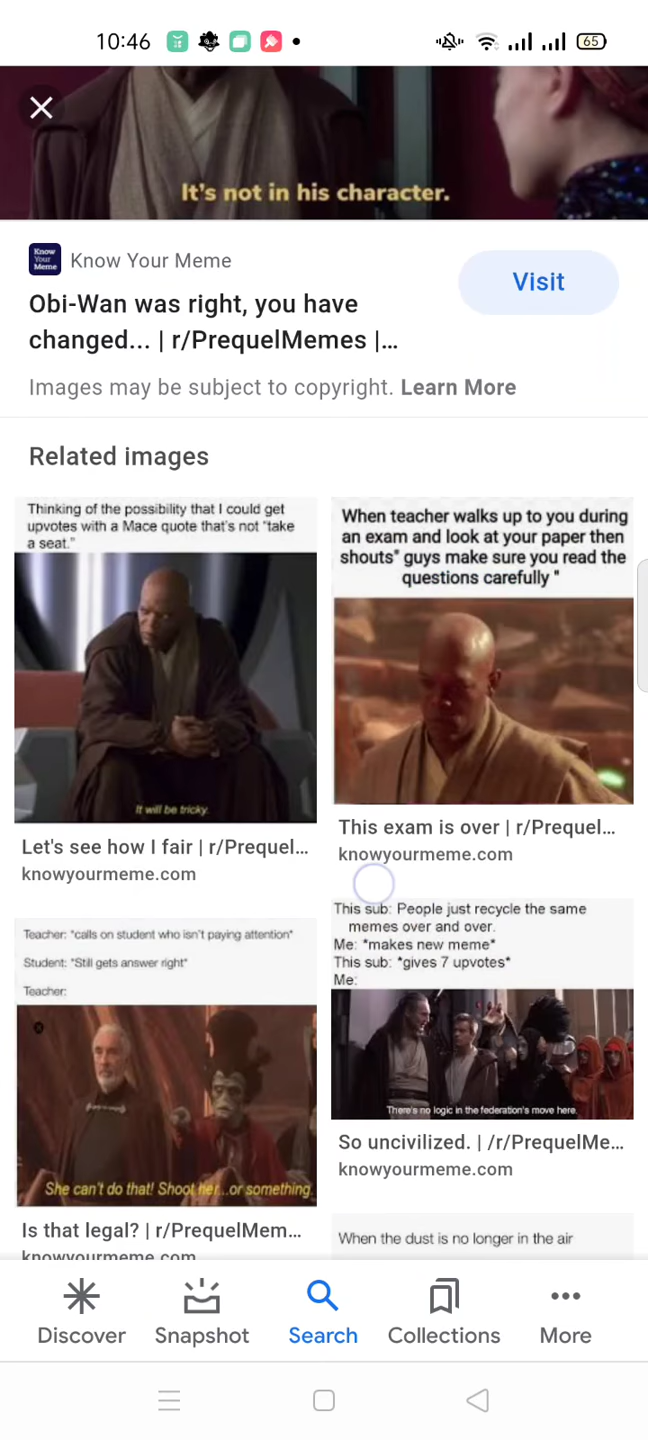 10:46
65
It's not in his character.
Know
Your
Meme
Know Your Meme
Visit
Obi-Wan was right, you have
changed... | r/PrequelMemes |...
Images may be subject to copyright. Learn More
Related images
Thinking of the possibility that I could get
upvotes with a Mace quote that's not "take
a seat."
It will be tricky.
Let's see how I fair | r/Prequel...
knowyourmeme.com
When teacher walks up to you during
an exam and look at your paper then
shouts" guys make sure you read the
questions carefully "
This exam is over | r/Prequel...
knowyourmeme.com
Teacher: *calls on student who isn't paying attention*
Student: *Still gets answer right*
Teacher:
She can't do that! Shoot her...or something.
Is that legal? | r/PrequelMem...
knowyourmeme.com
This sub: People just recycle the same
memes over and over.
Me: *makes new meme*
This sub: *gives 7 upvotes*
Me:
There's no logic in the federation's move here.
So uncivilized. | /r/PrequelMe...
knowyourmeme.com
When the dust is no longer in the air
Discover
Snapshot
Search
Collections
More